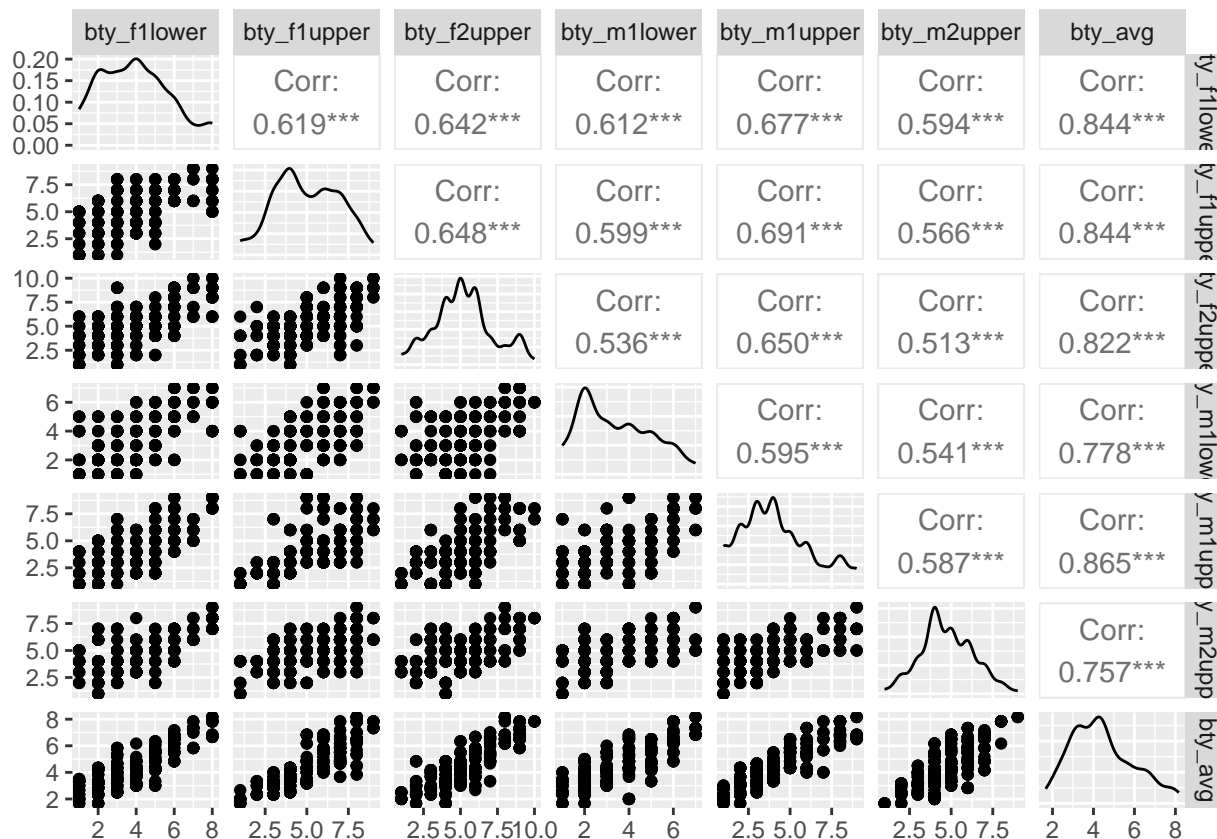 bty_f1lower bty_f1upper bty_f2upper bty_m1lower bty_m1upper bty_m2upper bty_avg
0.20
0.15
0.10
0.05
0.00
Corr:
0.619***
Corr:
0.642***
Corr:
0.612***
Corr:
0.677***
Corr:
0.594***
Corr:
0.844***
ty_f1lowe
7.5
5.0
2.5
Corr:
0.648***
Corr:
0.599***
Corr:
0.691***
Corr:
0.566***
Corr:
0.844***
ty_f1uppe
10.0
7.5
5.0
2.5
Corr:
0.536***
Corr:
0.650***
Corr:
0.513***
Corr:
0.822***
ty_f2uppe
6
4
2
Corr:
0.595***
Corr:
0.541***
Corr:
0.778***
y_m1lowe
7.5
5.0
2.5
Corr:
0.587***
Corr:
0.865***
y_m1upp
7.5
5.0
2.5
Corr:
0.757***
y_m2upp
8
6
4
2
bty_avg
2 4 6 8
2.5 5.0 7.5
2.5 5.0 7.5 10.0
2 4 6
2.5 5.0 7.5
2.5 5.0 7.5
2 4 6 8